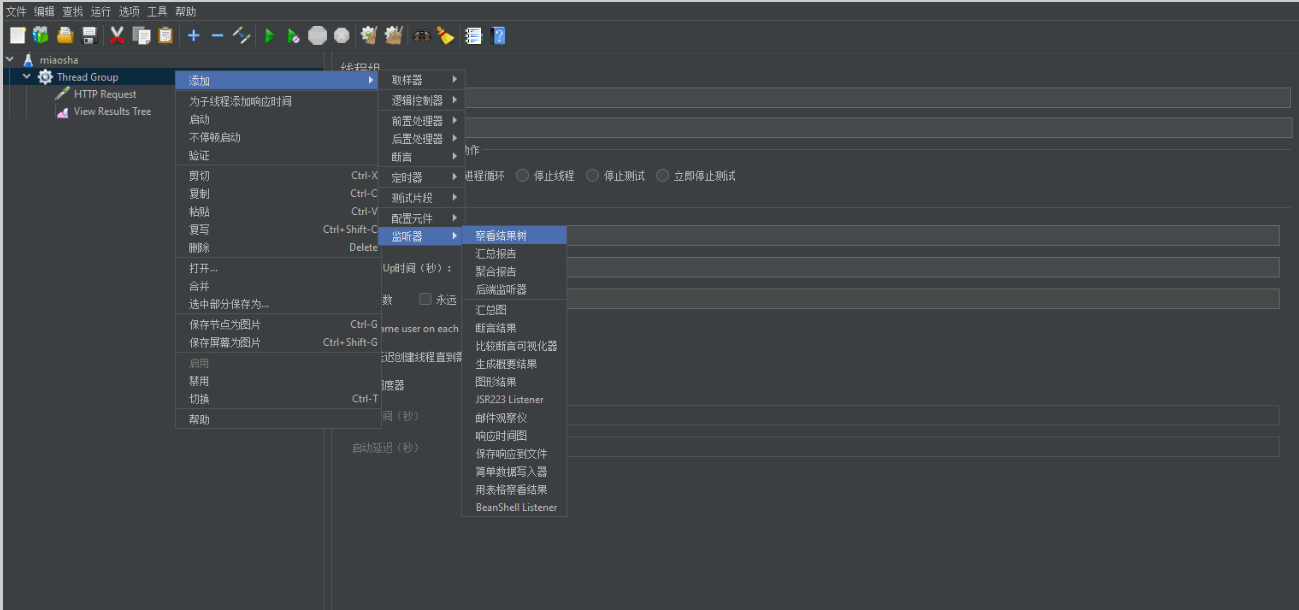 文件 编辑 查找 运行 选项 工具 帮助
miaosha
Thread Group
HTTP Request
View Results Tree
线程组
添加
为子线程添加响应时间
启动
不停顿启动
验证
剪切 Ctrl-X
复制 Ctrl-C
粘贴 Ctrl-V
复写 Ctrl+Shift-C
删除 Delete
打开...
合并
选中部分保存为...
保存节点为图片 Ctrl-G
保存屏幕为图片 Ctrl+Shift-G
启用
禁用
切换 Ctrl-T
帮助
取样器
逻辑控制器
前置处理器
后置处理器
断言
定时器
测试片段
配置元件
监听器
察看结果树
汇总报告
聚合报告
后端监听器
汇总图
断言结果
比较断言可视化器
生成概要结果
图形结果
JSR223 Listener
邮件观察仪
响应时间图
保存响应到文件
简单数据写入器
用表格察看结果
BeanShell Listener
动作
进程循环 停止线程 停止测试 立即停止测试
Up时间（秒）：
数 永远
ame user on each
迟创建线程直到需
度器
间（秒）
启动延迟（秒）